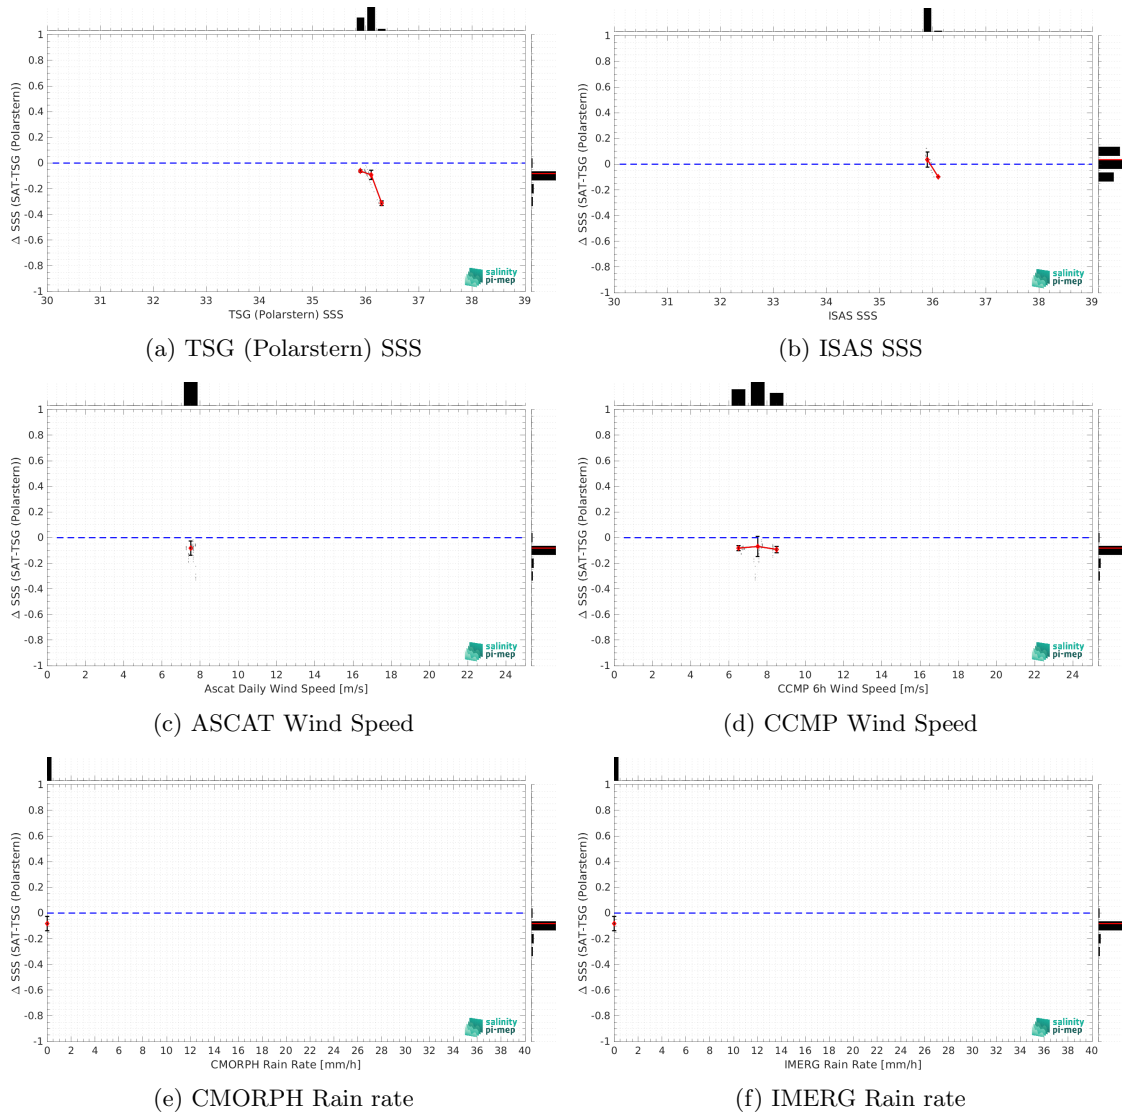 1
0.8
0.6
0.4
0.2
0
-0.2
-0.4
-0.6
-0.8
-1
Δ SSS (SAT-TSG (Polarstern))
salinity
pi-mep
30 31 32 33 34 35 36 37 38 39
TSG (Polarstern) SSS
(a) TSG (Polarstern) SSS
1
0.8
0.6
0.4
0.2
0
-0.2
-0.4
-0.6
-0.8
-1
Δ SSS (SAT-TSG (Polarstern))
salinity
pi-mep
30 31 32 33 34 35 36 37 38 39
ISAS SSS
(b) ISAS SSS
1
0.8
0.6
0.4
0.2
0
-0.2
-0.4
-0.6
-0.8
-1
Δ SSS (SAT-TSG (Polarstern))
salinity
pi-mep
0 2 4 6 8 10 12 14 16 18 20 22 24
Ascat Daily Wind Speed [m/s]
(c) ASCAT Wind Speed
1
0.8
0.6
0.4
0.2
0
-0.2
-0.4
-0.6
-0.8
-1
Δ SSS (SAT-TSG (Polarstern))
salinity
pi-mep
0 2 4 6 8 10 12 14 16 18 20 22 24
CCMP 6h Wind Speed [m/s]
(d) CCMP Wind Speed
1
0.8
0.6
0.4
0.2
0
-0.2
-0.4
-0.6
-0.8
-1
Δ SSS (SAT-TSG (Polarstern))
salinity
pi-mep
0 2 4 6 8 10 12 14 16 18 20 22 24 26 28 30 32 34 36 38 40
CMORPH Rain Rate [mm/h]
(e) CMORPH Rain rate
1
0.8
0.6
0.4
0.2
0
-0.2
-0.4
-0.6
-0.8
-1
Δ SSS (SAT-TSG (Polarstern))
salinity
pi-mep
0 2 4 6 8 10 12 14 16 18 20 22 24 26 28 30 32 34 36 38 40
IMERG Rain Rate [mm/h]
(f) IMERG Rain rate